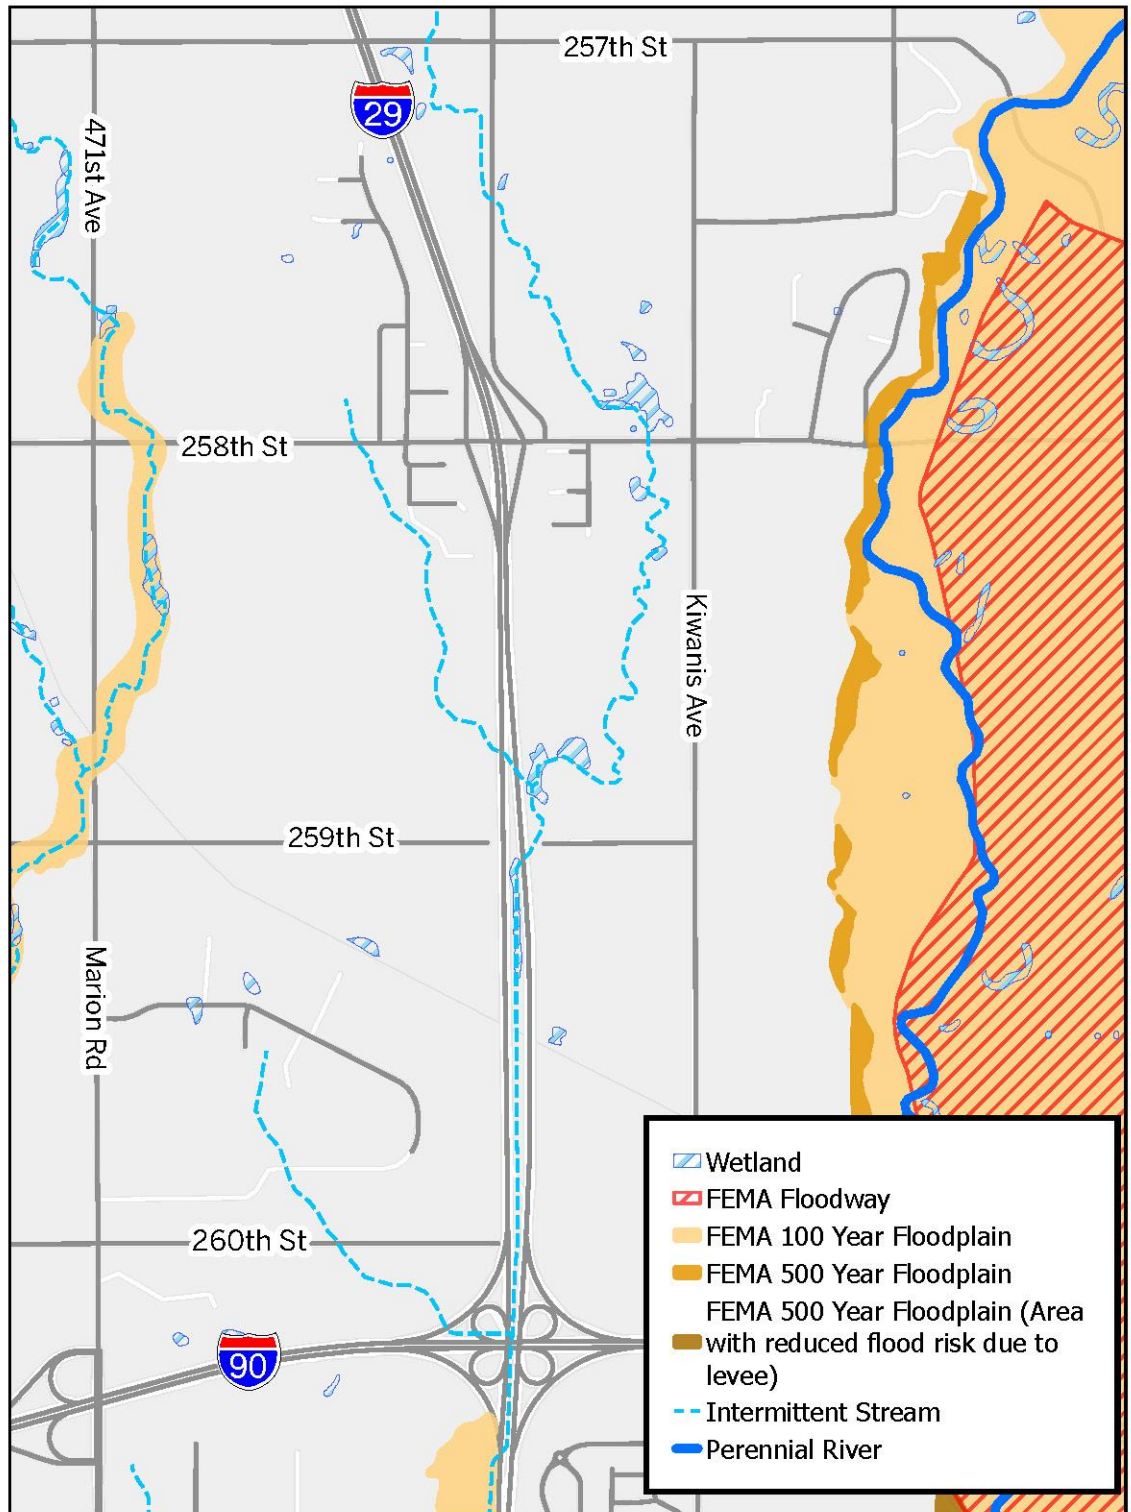 257th St
29
471st Ave
258th St
Kiwanis Ave
259th St
Marion Rd
260th St
90
Wetland
FEMA Floodway
FEMA 100 Year Floodplain
FEMA 500 Year Floodplain
FEMA 500 Year Floodplain (Area
with reduced flood risk due to
levee)
Intermittent Stream
Perennial River